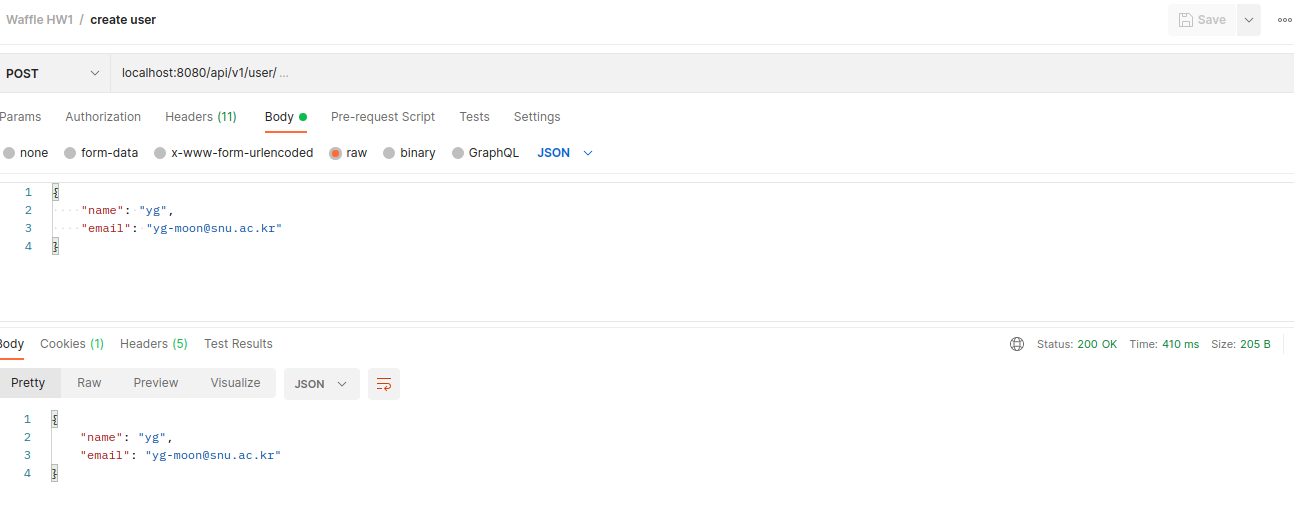 Waffle HW1 / create user
Save
POST localhost:8080/api/v1/user/ ...
Params Authorization Headers (11) Body Pre-request Script Tests Settings
none form-data x-www-form-urlencoded raw binary GraphQL JSON
1 {
2 "name": "yg",
3 "email": "yg-moon@snu.ac.kr"
4 }
Body Cookies (1) Headers (5) Test Results Status: 200 OK Time: 410 ms Size: 205 B
Pretty Raw Preview Visualize JSON
1 {
2 "name": "yg",
3 "email": "yg-moon@snu.ac.kr"
4 }